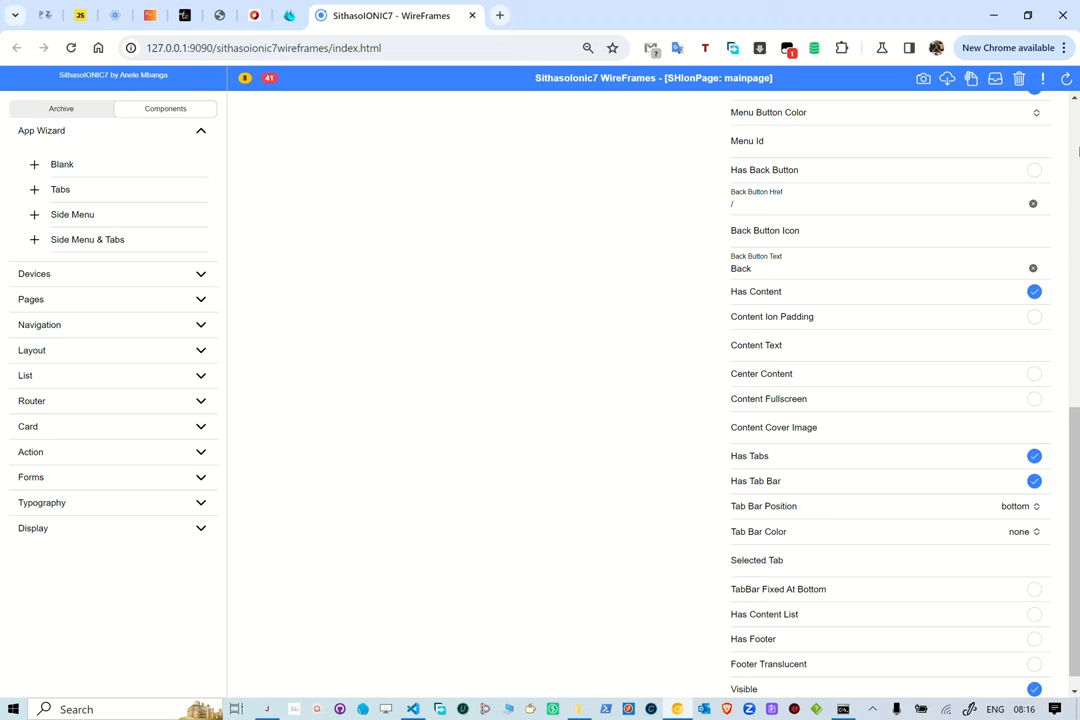 SithasoIONIC7 - WireFrames
127.0.0.1:9090/sithasoionic7wireframes/index.html
New Chrome available
SithasoIONIC7 by Anele Mbanga
8
41
SithasoIonic7 WireFrames - [SHIonPage: mainpage]
Archive
Components
App Wizard
Blank
Tabs
Side Menu
Side Menu & Tabs
Devices
Pages
Navigation
Layout
List
Router
Card
Action
Forms
Typography
Display
Menu Button Color
Menu Id
Has Back Button
Back Button Href
/
Back Button Icon
Back Button Text
Back
Has Content
Content Ion Padding
Content Text
Center Content
Content Fullscreen
Content Cover Image
Has Tabs
Has Tab Bar
Tab Bar Position
bottom
Tab Bar Color
none
Selected Tab
TabBar Fixed At Bottom
Has Content List
Has Footer
Footer Translucent
Visible
Search
ENG
08:16